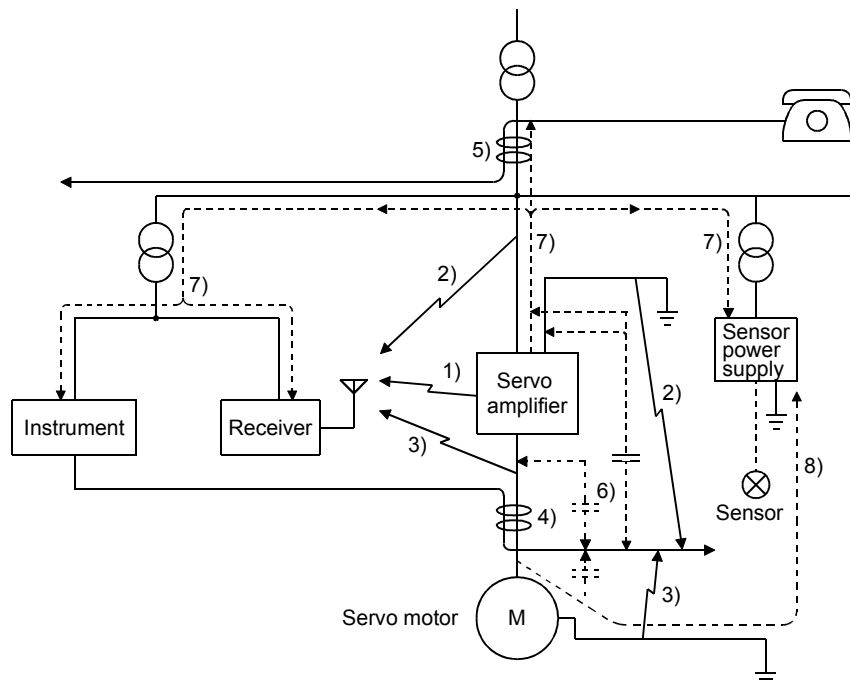 5)
2)
7)
7)
7)
Sensor
power
supply
1)
Servo
amplifier
2)
Instrument
Receiver
3)
8)
6)
4)
Sensor
3)
Servo motor
M